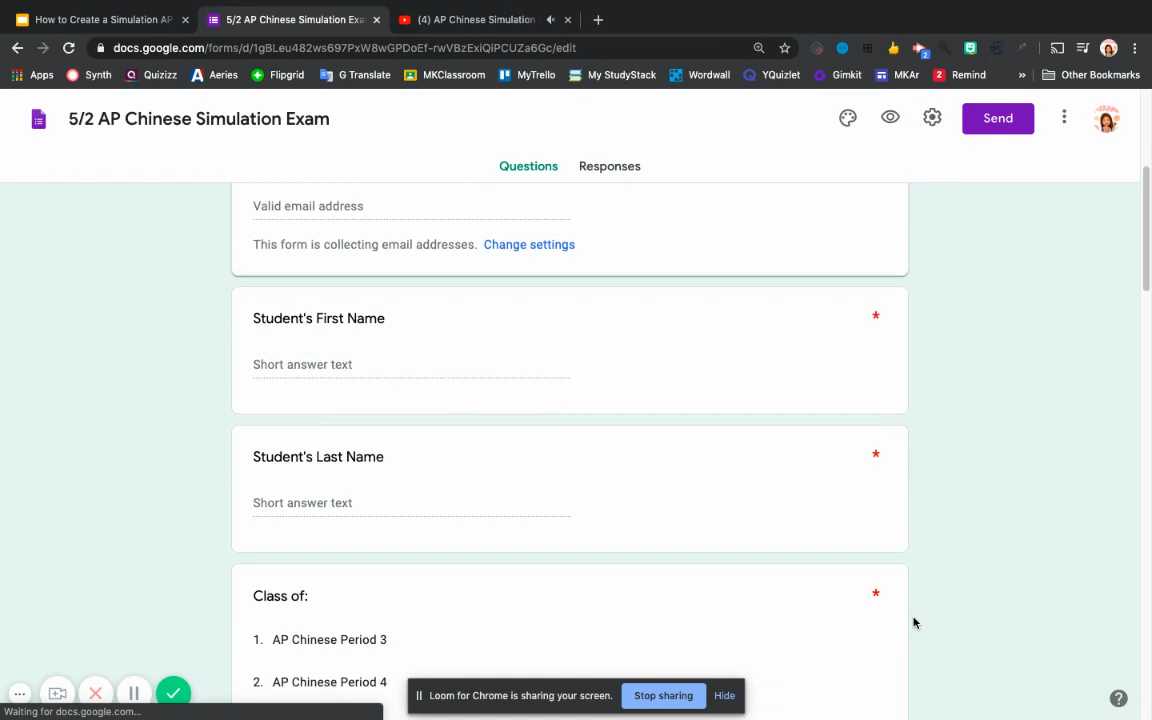 How to Create a Simulation AP
5/2 AP Chinese Simulation Exa
(4) AP Chinese Simulation
docs.google.com/forms/d/1gBLeu482ws697PxW8wGPDoEf-rwVBzExiQiPCUZa6Gc/edit
2
Apps Synth Quizizz Aeries Flipgrid G Translate MKClassroom MyTrello My StudyStack Wordwall YQuizlet Gimkit MKAr 2 Remind » Other Bookmarks
5/2 AP Chinese Simulation Exam
Send
Questions Responses
Valid email address
This form is collecting email addresses. Change settings
Student's First Name *
Short answer text
Student's Last Name *
Short answer text
Class of: *
1. AP Chinese Period 3
2. AP Chinese Period 4
Loom for Chrome is sharing your screen. Stop sharing Hide
Waiting for docs.google.com...